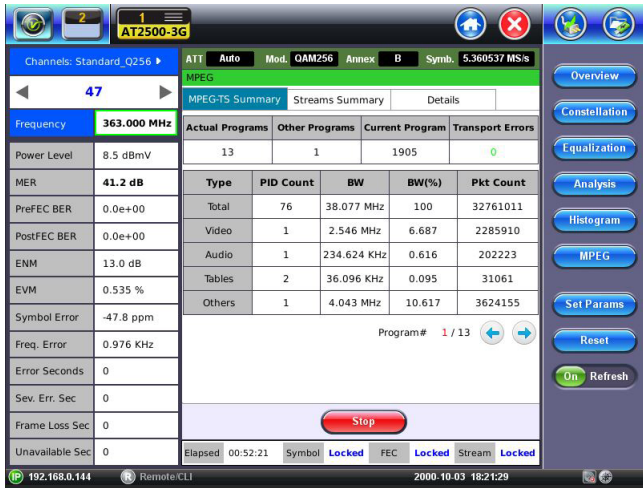 2
1
AT2500-3G
Channels: Standard_Q256
47
Frequency 363.000 MHz
Power Level 8.5 dBmV
MER 41.2 dB
PreFEC BER 0.0e+00
PostFEC BER 0.0e+00
ENM 13.0 dB
EVM 0.535 %
Symbol Error -47.8 ppm
Freq. Error 0.976 KHz
Error Seconds 0
Sev. Err. Sec 0
Frame Loss Sec 0
Unavailable Sec 0
ATT Auto Mod. QAM256 Annex B Symb. 5.360537 MS/s
MPEG
MPEG-TS Summary Streams Summary Details
Actual Programs Other Programs Current Program Transport Errors
13 1 1905 0
Type PID Count BW BW(%) Pkt Count
Total 76 38.077 MHz 100 32761011
Video 1 2.546 MHz 6.687 2285910
Audio 1 234.624 KHz 0.616 202223
Tables 2 36.096 KHz 0.095 31061
Others 1 4.043 MHz 10.617 3624155
Program# 1 / 13
Stop
Elapsed 00:52:21 Symbol Locked FEC Locked Stream Locked
Overview
Constellation
Equalization
Analysis
Histogram
MPEG
Set Params
Reset
On Refresh
IP 192.168.0.144 R Remote/CLI 2000-10-03 18:21:29